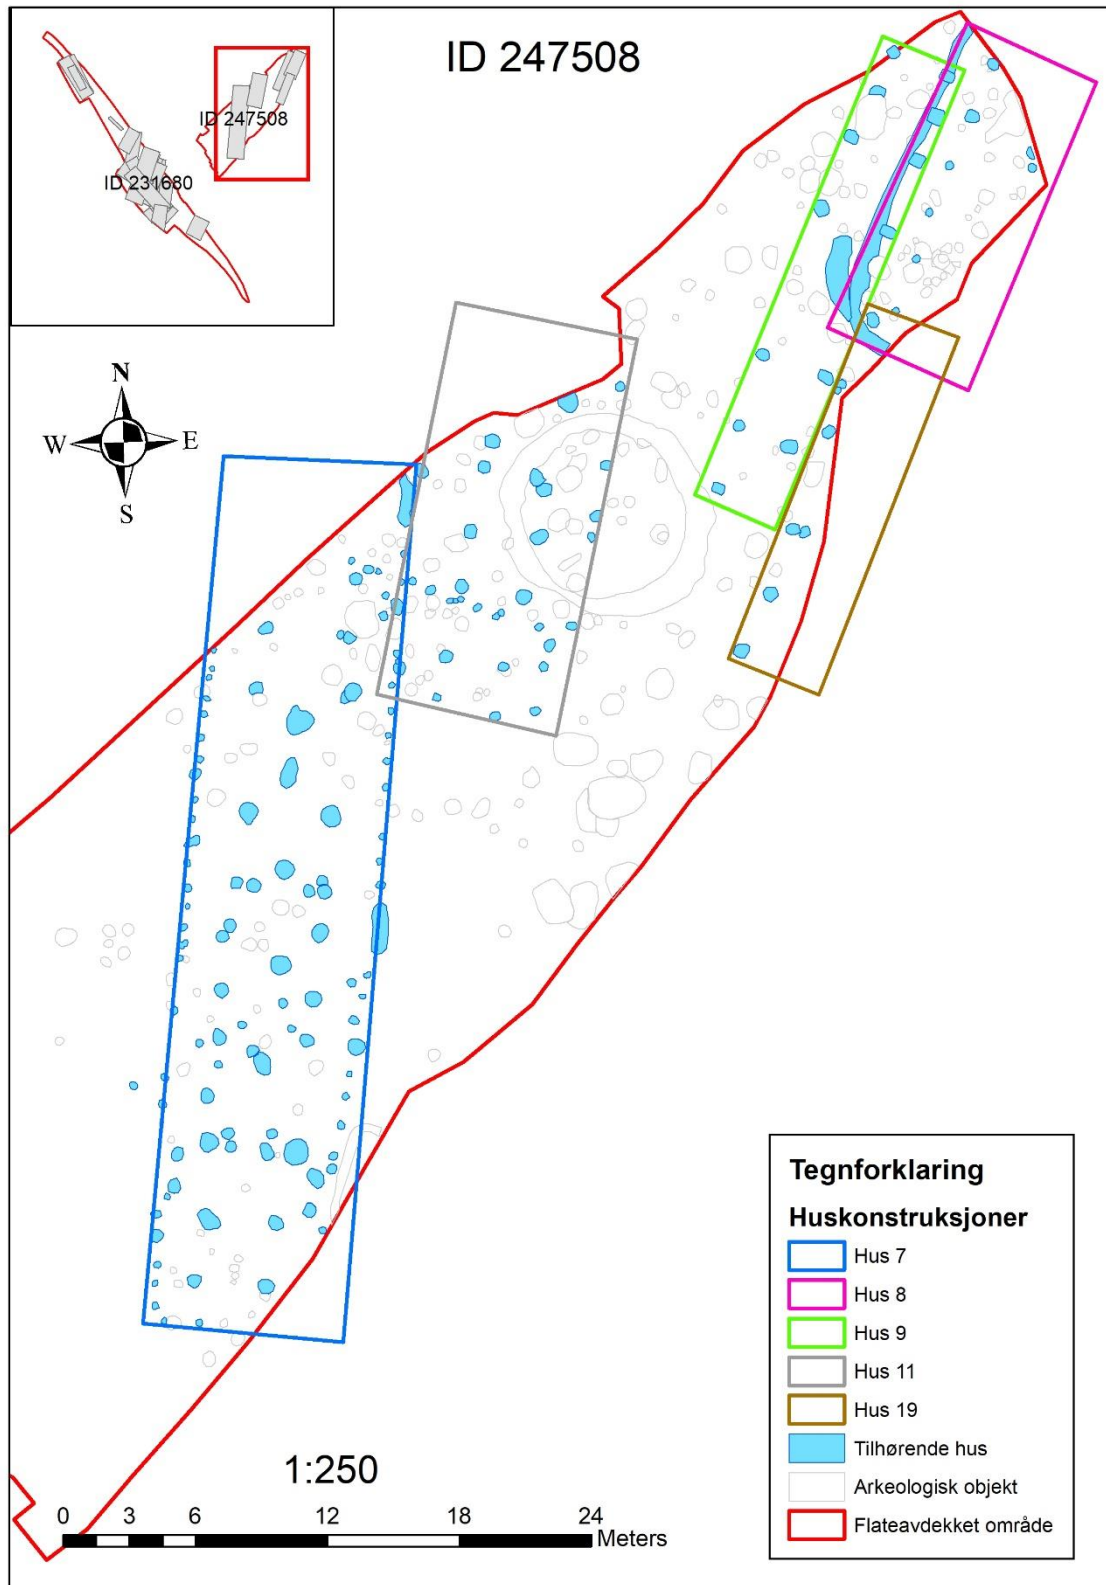 ID 247508
ID 247508
ID 231680
N
W E
S
Tegnforklaring
Huskonstruksjoner
Hus 7
Hus 8
Hus 9
Hus 11
Hus 19
Tilhørende hus
Arkeologisk objekt
Flateavdekket område
1:250
0 3 6 12 18 24
Meters